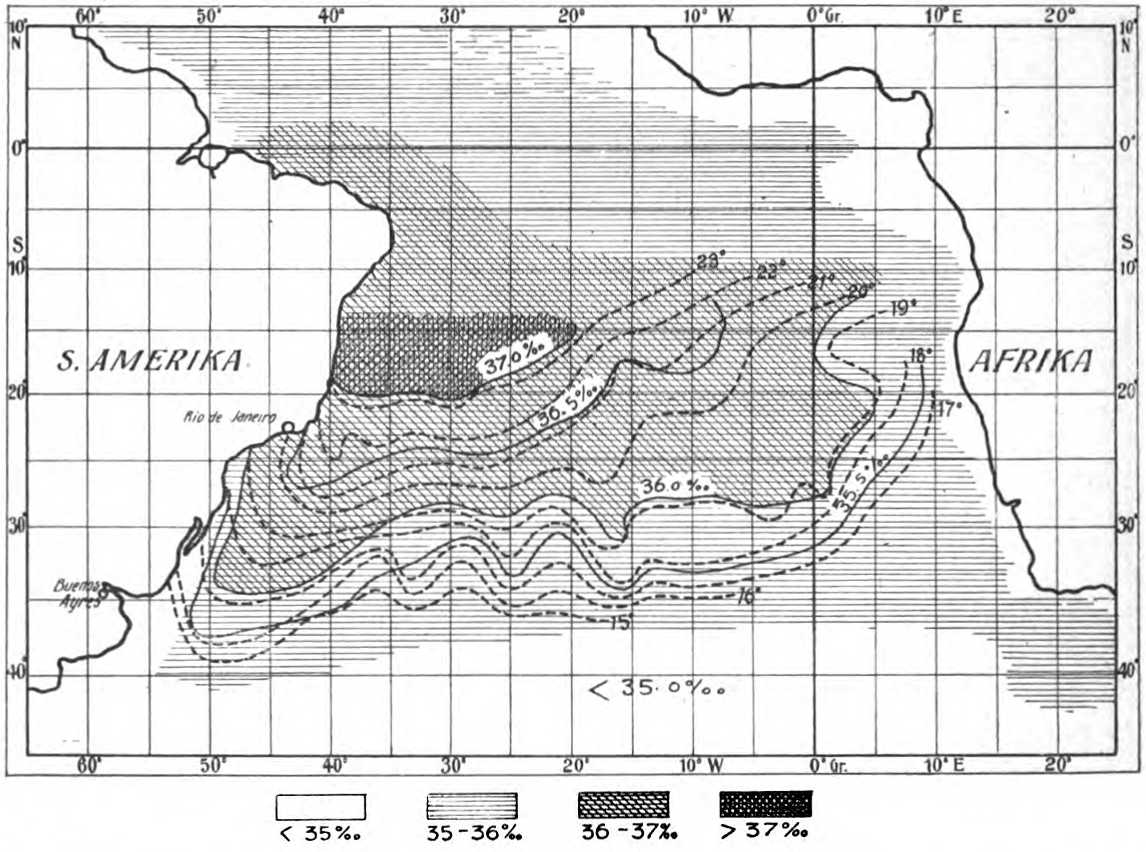 60° 50° 40° 30° 20° 10° W 0° Gr. 10° E 20°
10° N
10° N
0°
0°
S
S
10°
10°
23°
22°
21°
20°
19°
S. AMERIKA
37.0‰
18°
AFRIKA
20°
20°
36.5‰
17°
Rio de Janeiro
36.0‰
35.5‰
30°
30°
Buenos
Ayres
16°
15°
40°
40°
< 35.0‰
60° 50° 40° 30° 20° 10° W 0° Gr. 10° E 20°
< 35‰ 35-36‰ 36-37‰ > 37‰